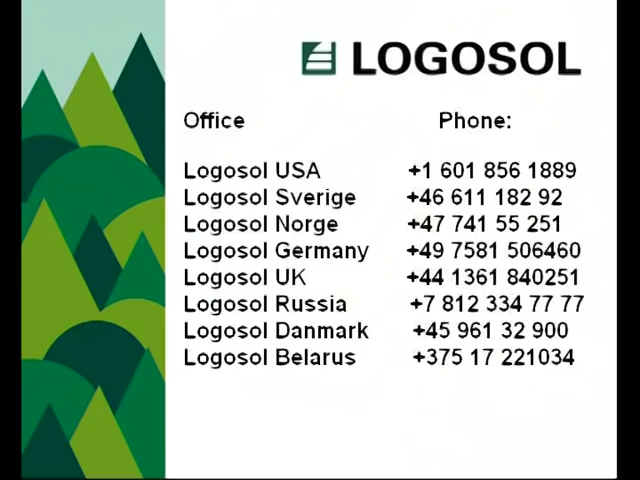 LOGOSOL
Office Phone:
Logosol USA +1 601 856 1889
Logosol Sverige +46 611 182 92
Logosol Norge +47 741 55 251
Logosol Germany +49 7581 506460
Logosol UK +44 1361 840251
Logosol Russia +7 812 334 77 77
Logosol Danmark +45 961 32 900
Logosol Belarus +375 17 221034